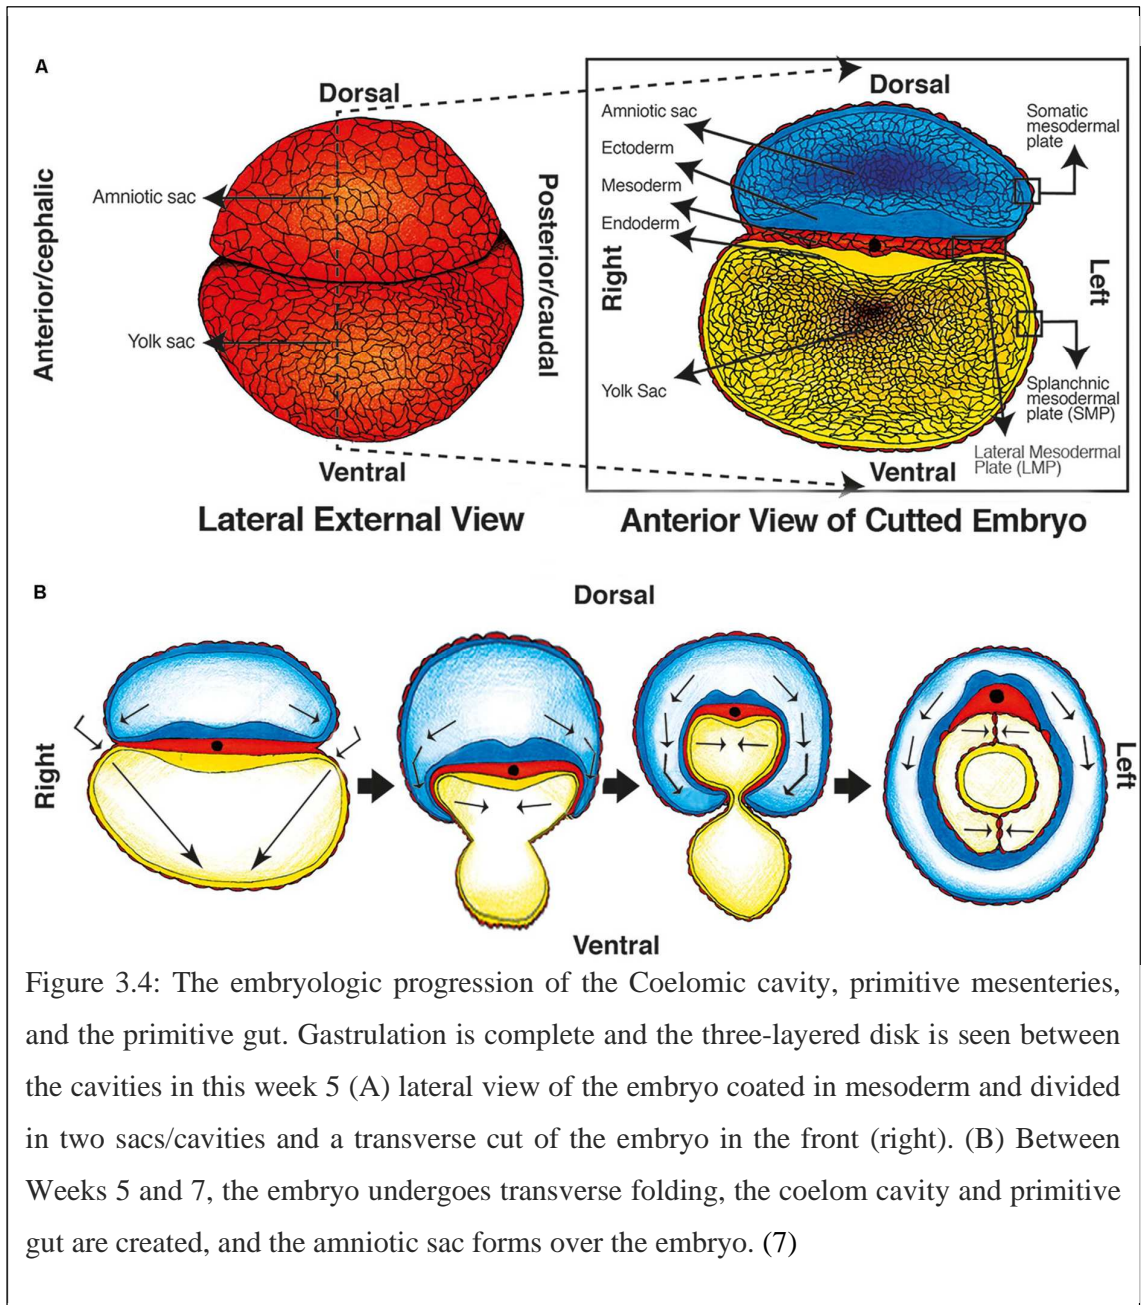 A
Dorsal
Anterior/cephalic
Amniotic sac
Yolk sac
Posterior/caudal
Ventral
Lateral External View
Dorsal
Amniotic sac
Ectoderm
Mesoderm
Endoderm
Right
Yolk Sac
Somatic
mesodermal
plate
Left
Splanchnic
mesodermal
plate (SMP)
Lateral Mesodermal
Plate (LMP)
Ventral
Anterior View of Cutted Embryo
B
Dorsal
Right
Left
Ventral
Figure 3.4: The embryologic progression of the Coelomic cavity, primitive mesenteries,
and the primitive gut. Gastrulation is complete and the three-layered disk is seen between
the cavities in this week 5 (A) lateral view of the embryo coated in mesoderm and divided
in two sacs/cavities and a transverse cut of the embryo in the front (right). (B) Between
Weeks 5 and 7, the embryo undergoes transverse folding, the coelom cavity and primitive
gut are created, and the amniotic sac forms over the embryo. (7)